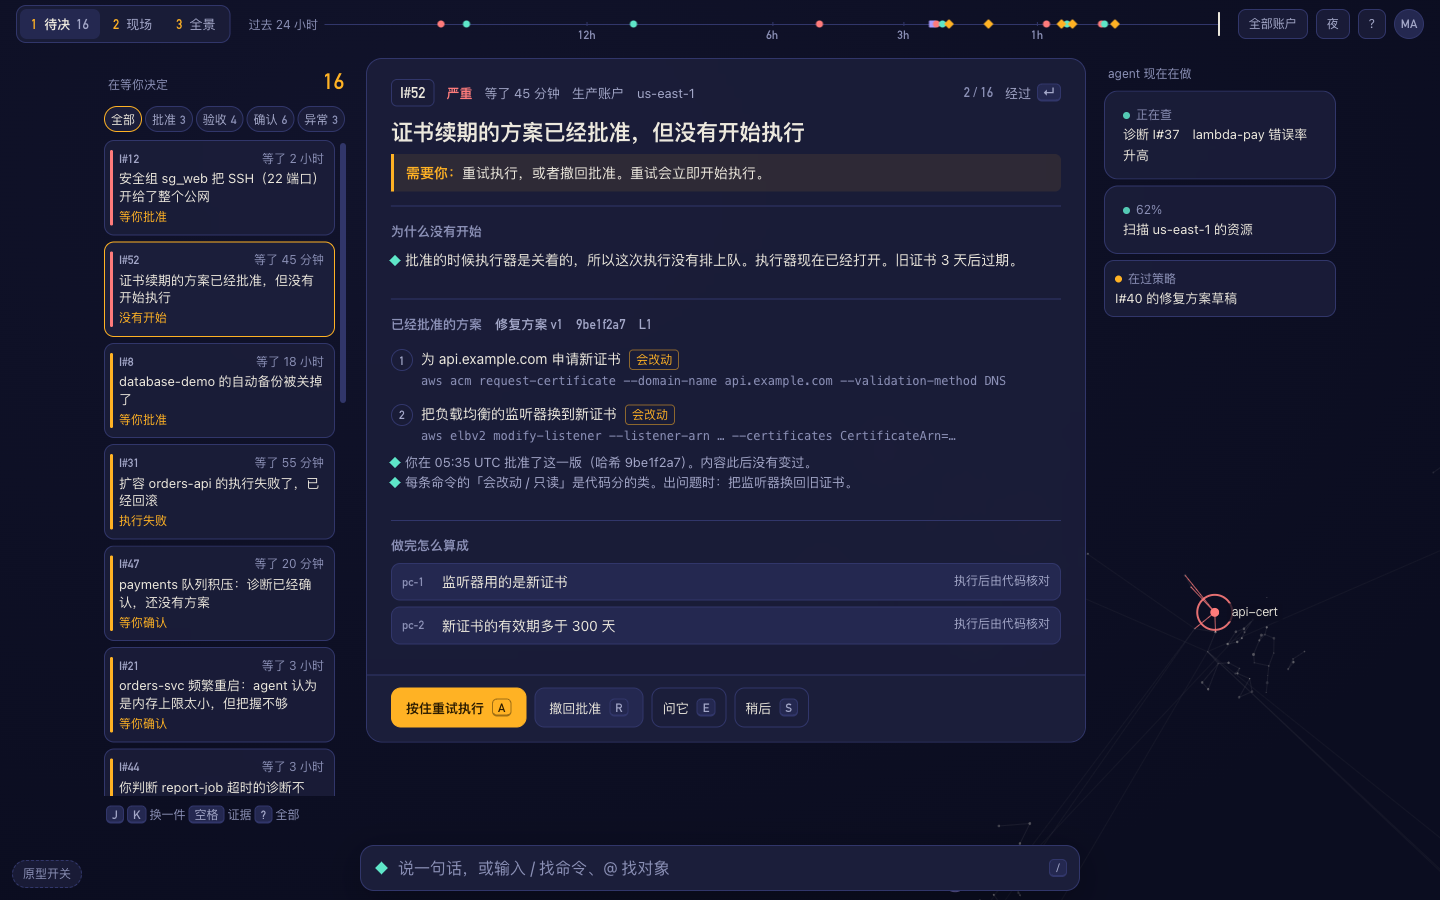 1 待决 16 2 现场 3 全景
过去 24 小时
12h 6h 3h 1h
全部账户 夜 ? MA
在等你决定 16
全部 批准 3 验收 4 确认 6 异常 3
I#12 等了 2 小时
安全组 sg_web 把 SSH（22 端口）
开给了整个公网
等你批准
I#52 等了 45 分钟
证书续期的方案已经批准，但没有
开始执行
没有开始
I#8 等了 18 小时
database-demo 的自动备份被关掉
了
等你批准
I#31 等了 55 分钟
扩容 orders-api 的执行失败了，已
经回滚
执行失败
I#47 等了 20 分钟
payments 队列积压：诊断已经确
认，还没有方案
等你确认
I#21 等了 3 小时
orders-svc 频繁重启：agent 认为
是内存上限太小，但把握不够
等你确认
I#44 等了 3 小时
你判断 report-job 超时的诊断不
J K 换一件 空格 证据 ? 全部
原型开关
I#52 严重 等了 45 分钟 生产账户 us-east-1 2 / 16 经过 ↵
证书续期的方案已经批准，但没有开始执行
需要你：重试执行，或者撤回批准。重试会立即开始执行。
为什么没有开始
批准的时候执行器是关着的，所以这次执行没有排上队。执行器现在已经打开。旧证书 3 天后过期。
已经批准的方案 修复方案 v1 9be1f2a7 L1
1 为 api.example.com 申请新证书 会改动
aws acm request-certificate --domain-name api.example.com --validation-method DNS
2 把负载均衡的监听器换到新证书 会改动
aws elbv2 modify-listener --listener-arn … --certificates CertificateArn=…
你在 05:35 UTC 批准了这一版（哈希 9be1f2a7）。内容此后没有变过。
每条命令的「会改动 / 只读」是代码分的类。出问题时：把监听器换回旧证书。
做完怎么算成
pc-1 监听器用的是新证书 执行后由代码核对
pc-2 新证书的有效期多于 300 天 执行后由代码核对
按住重试执行 A 撤回批准 R 问它 E 稍后 S
说一句话，或输入 / 找命令、@ 找对象 /
agent 现在在做
正在查
诊断 I#37 lambda-pay 错误率
升高
62%
扫描 us-east-1 的资源
在过策略
I#40 的修复方案草稿
api-cert